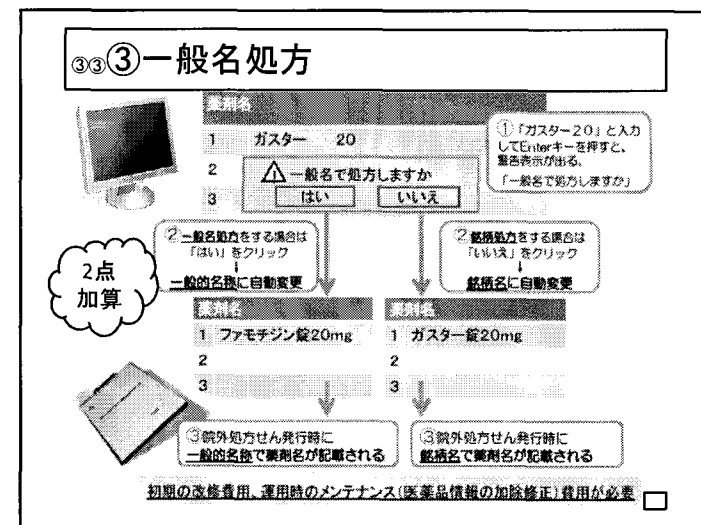 ③③③一般名処方
薬剤名
1 ガスター 20
2
3
⚠一般名で処方しますか
はい いいえ
①「ガスター20」と入力
してEnterキーを押すと、
警告表示が出る。
「一般名で処方しますか」
②一般名処方をする場合は
「はい」をクリック
↓
一般的名称に自動変更
②銘柄処方をする場合は
「いいえ」をクリック
↓
銘柄名に自動変更
2点
加算
薬剤名
1 ファモチジン錠20mg
2
3
薬剤名
1 ガスター錠20mg
2
3
③院外処方せん発行時に
一般的名称で薬剤名が記載される
③院外処方せん発行時に
銘柄名で薬剤名が記載される
初期の改修費用、運用時のメンテナンス(医薬品情報の加除修正)費用が必要